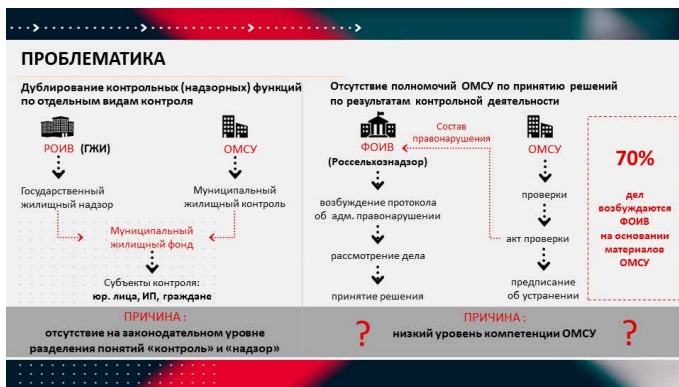 ПРОБЛЕМАТИКА
Дублирование контрольных (надзорных) функций
по отдельным видам контроля
РОИВ (ГЖИ)
ОМСУ
Государственный
жилищный надзор
Муниципальный
жилищный контроль
Муниципальный
жилищный фонд
Субъекты контроля:
юр. лица, ИП, граждане
ПРИЧИНА :
отсутствие на законодательном уровне
разделения понятий «контроль» и «надзор»
Отсутствие полномочий ОМСУ по принятию решений
по результатам контрольной деятельности
Состав
правонарушения
ФОИВ
(Россельхознадзор)
ОМСУ
возбуждение протокола
об адм. правонарушении
рассмотрение дела
принятие решения
проверки
акт проверки
предписание
об устранении
70%
дел
возбуждаются
ФОИВ
на основании
материалов
ОМСУ
ПРИЧИНА :
? низкий уровень компетенции ОМСУ ?